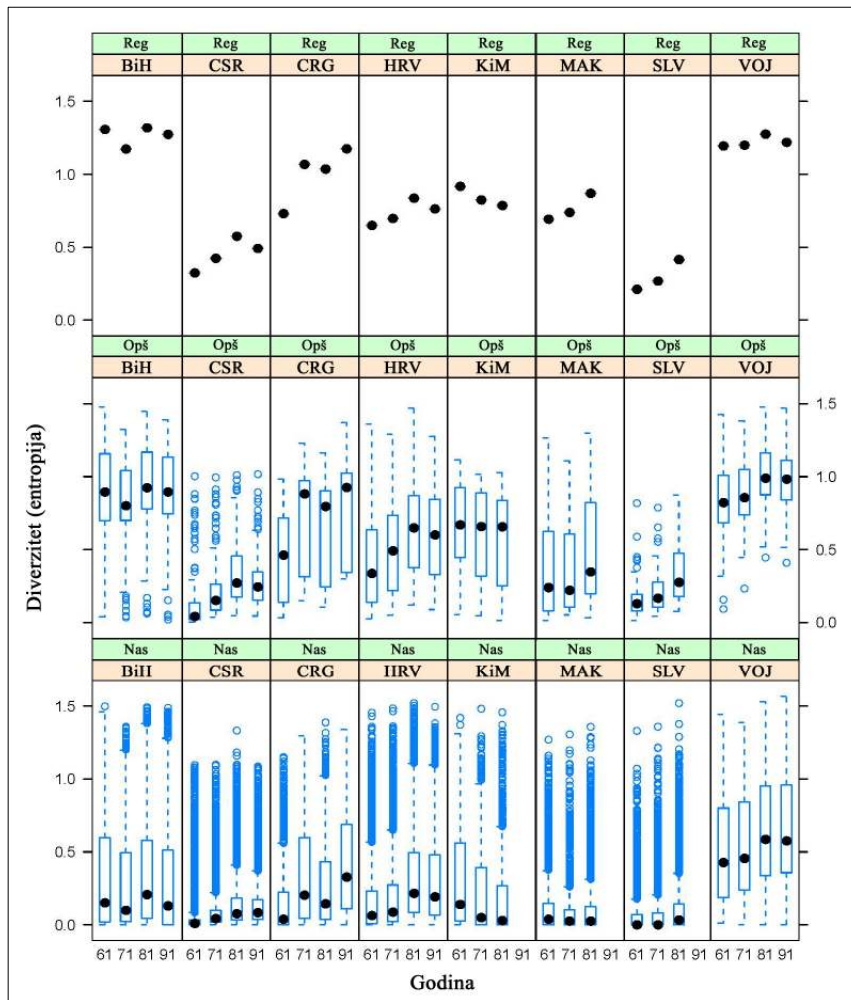 Reg Reg Reg Reg Reg Reg Reg Reg
BiH CSR CRG HRV KiM MAK SLV VOJ
1.5
1.0
0.5
0.0
Opš Opš Opš Opš Opš Opš Opš Opš
BiH CSR CRG HRV KiM MAK SLV VOJ
1.5
1.0
0.5
0.0
Diverzitet (entropija)
Nas Nas Nas Nas Nas Nas Nas Nas
BiH CSR CRG HRV KiM MAK SLV VOJ
1.5
1.0
0.5
0.0
61 71 81 91 61 71 81 91 61 71 81 91 61 71 81 91 61 71 81 91 61 71 81 91 61 71 81 91 61 71 81 91
Godina